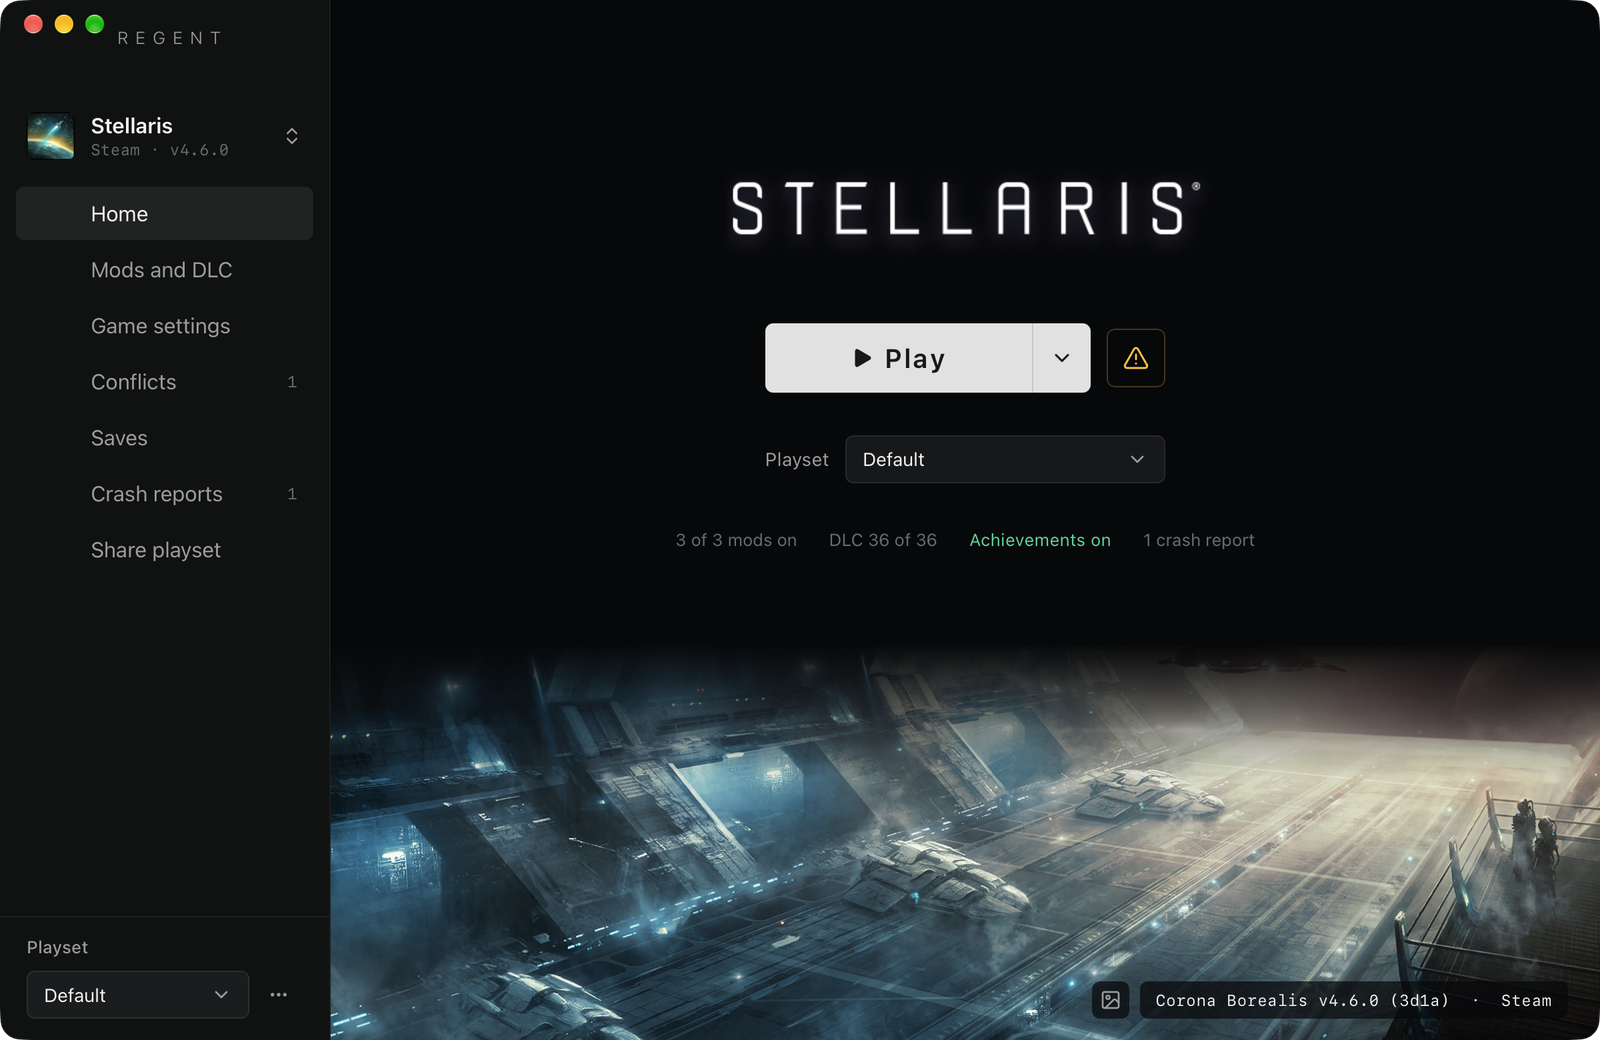 REGENT
Stellaris
Steam · v4.6.0
Home
Mods and DLC
Game settings
Conflicts 1
Saves
Crash reports 1
Share playset
Playset
Default
STELLARIS®
Play
Playset Default
3 of 3 mods on DLC 36 of 36 Achievements on 1 crash report
Corona Borealis v4.6.0 (3d1a) · Steam